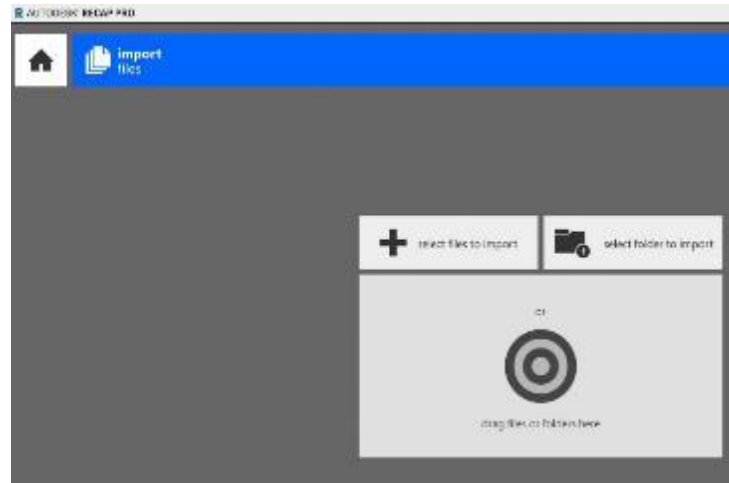 AUTODESK RECAP PRO
import
files
select files to import
select folder to import
or
drag files or folders here